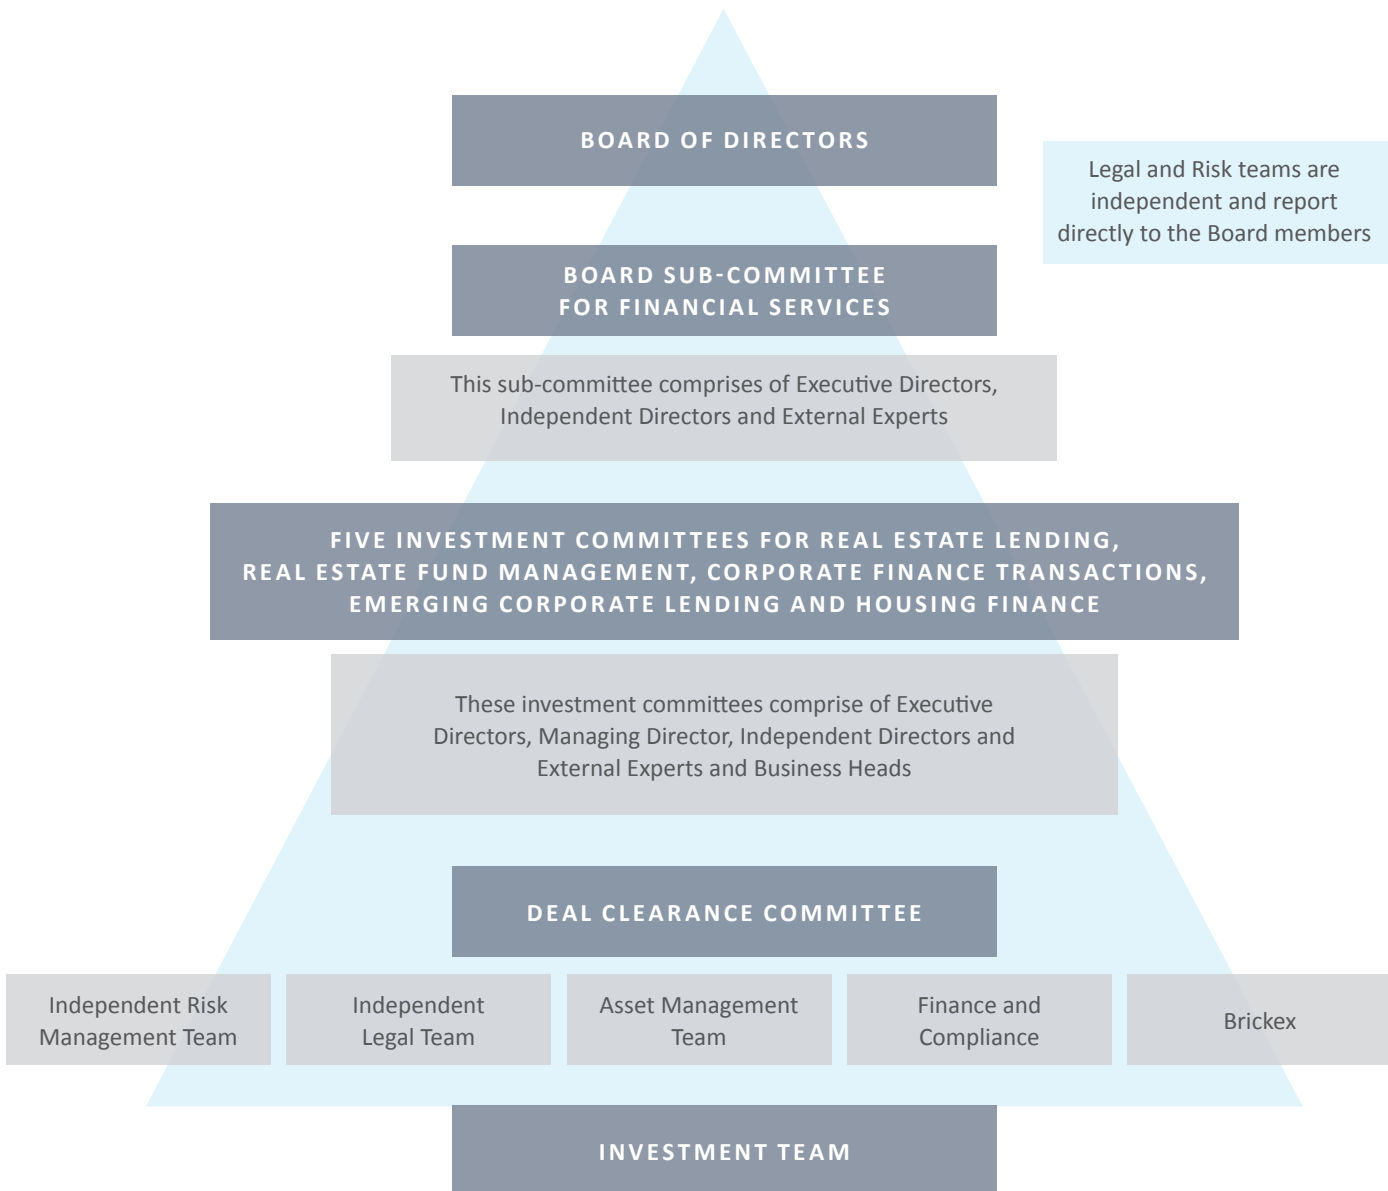 BOARD OF DIRECTORS
Legal and Risk teams are
independent and report
directly to the Board members
BOARD SUB-COMMITTEE
FOR FINANCIAL SERVICES
This sub-committee comprises of Executive Directors,
Independent Directors and External Experts
FIVE INVESTMENT COMMITTEES FOR REAL ESTATE LENDING,
REAL ESTATE FUND MANAGEMENT, CORPORATE FINANCE TRANSACTIONS,
EMERGING CORPORATE LENDING AND HOUSING FINANCE
These investment committees comprise of Executive
Directors, Managing Director, Independent Directors and
External Experts and Business Heads
DEAL CLEARANCE COMMITTEE
Independent Risk
Management Team
Independent
Legal Team
Asset Management
Team
Finance and
Compliance
Brickex
INVESTMENT TEAM